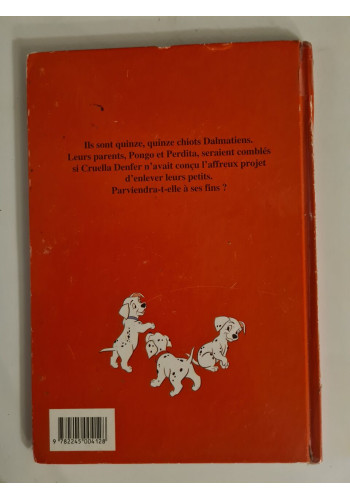 Ils sont quinze, quinze chiots Dalmatiens.
Leurs parents, Pongo et Perdita, seraient comblés
si Cruella Denfer n'avait conçu l'affreux projet
d'enlever leurs petits.
Parviendra-t-elle à ses fins ?
9 782245 004128